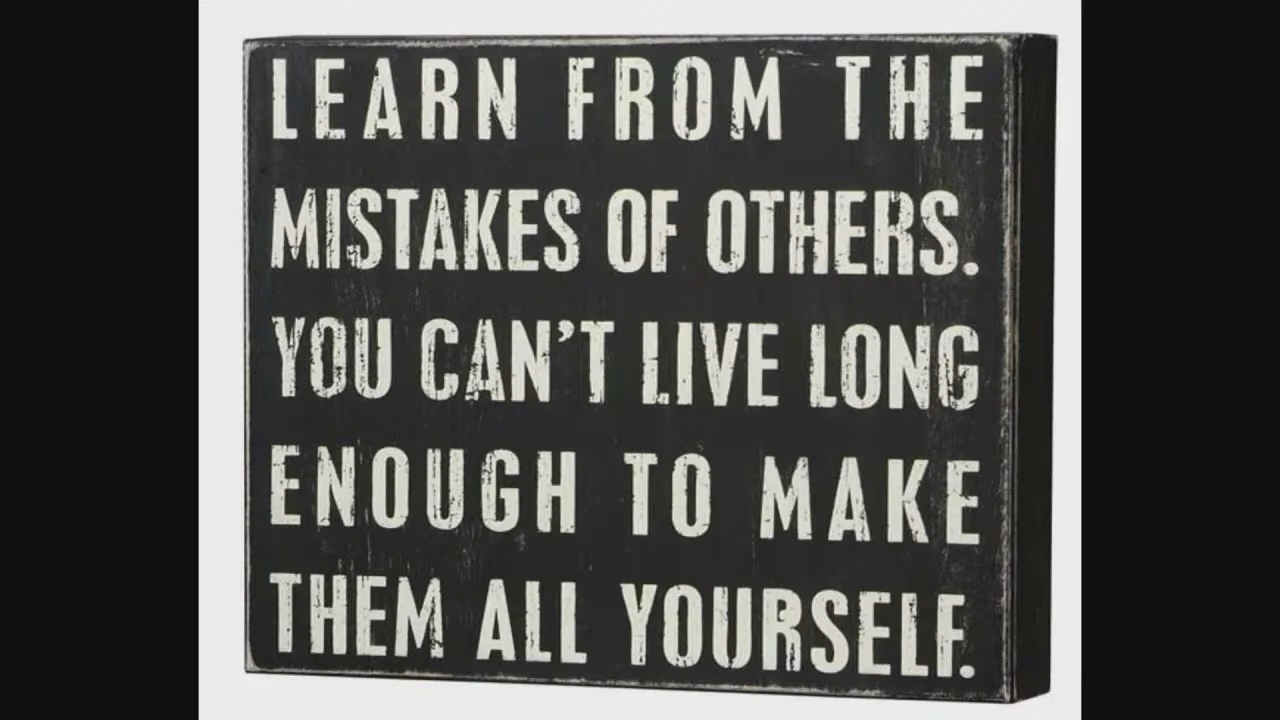 LEARN FROM THE
MISTAKES OF OTHERS.
YOU CAN'T LIVE LONG
ENOUGH TO MAKE
THEM ALL YOURSELF.